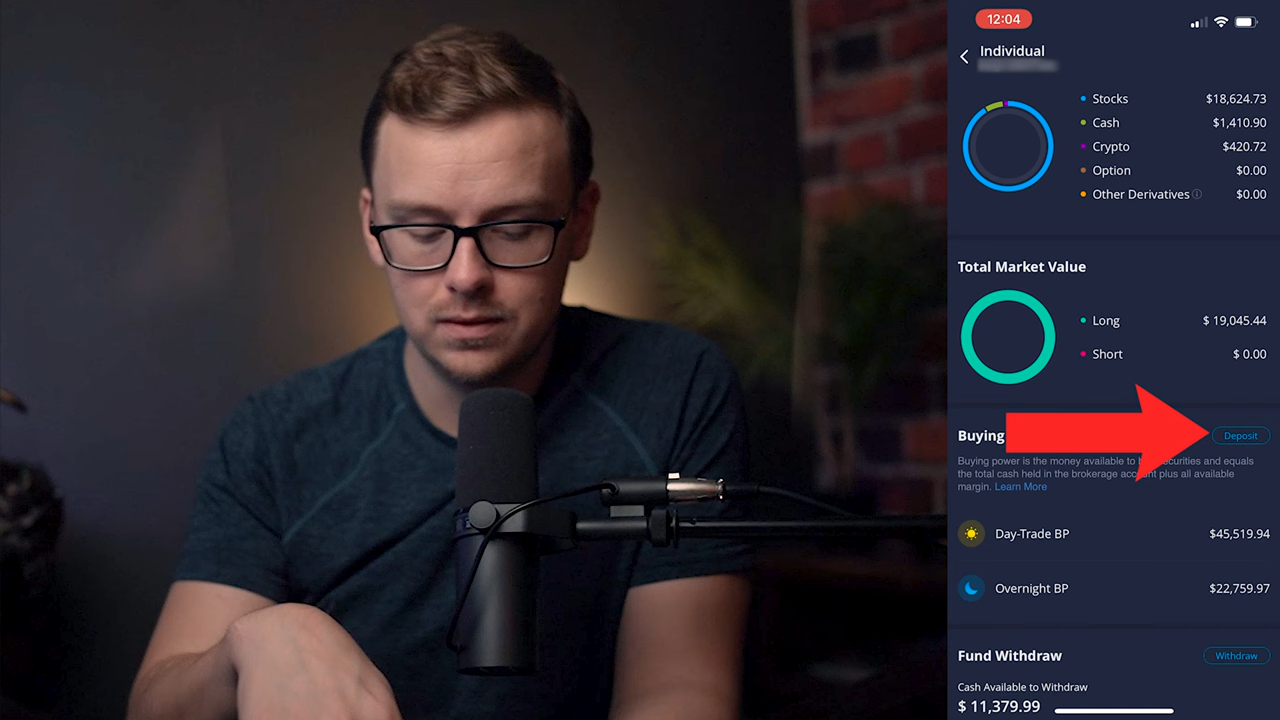 12:04
Individual
Stocks $18,624.73
Cash $1,410.90
Crypto $420.72
Option $0.00
Other Derivatives $0.00
Total Market Value
Long $ 19,045.44
Short $ 0.00
Buying Deposit
Buying power is the money available to securities and equals
the total cash held in the brokerage plus all available
margin. Learn More
Day-Trade BP $45,519.94
Overnight BP $22,759.97
Fund Withdraw Withdraw
Cash Available to Withdraw
$ 11,379.99